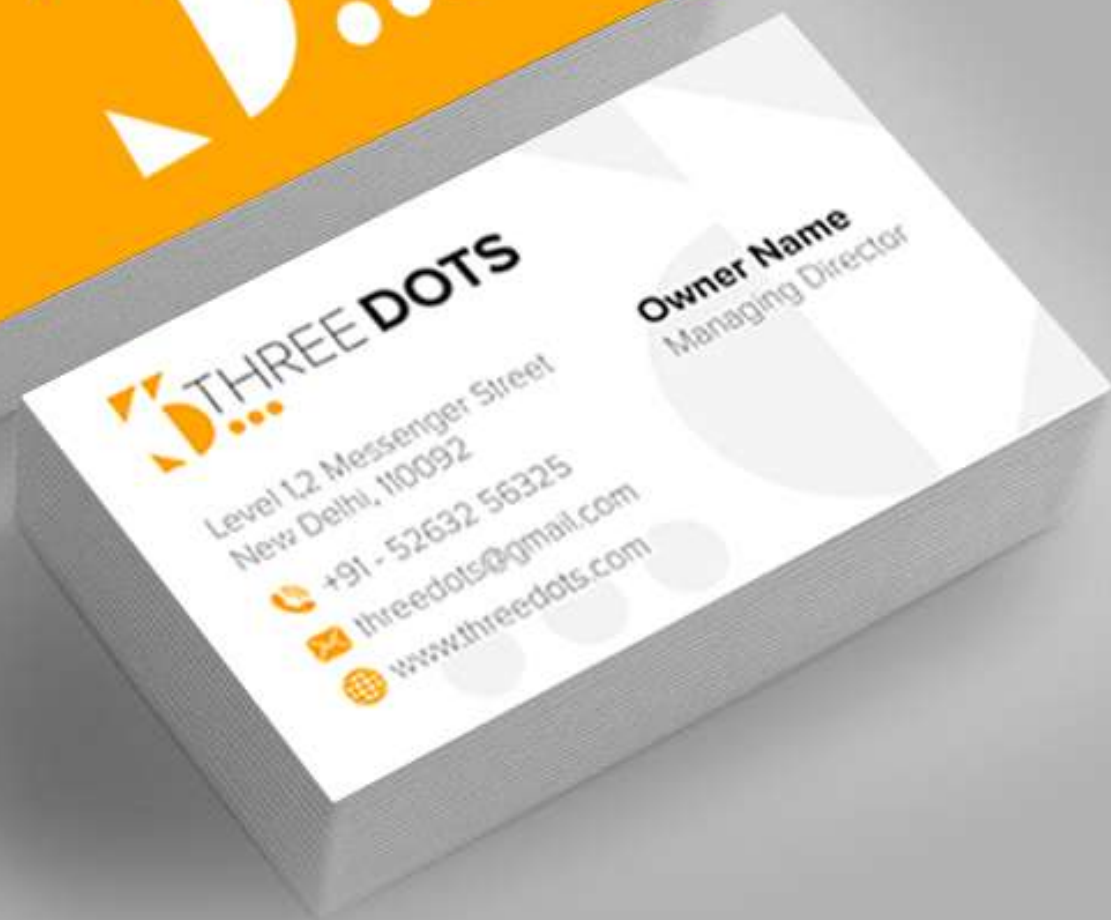 THREE DOTS
Level 1,2 Messenger Street
New Delhi, 110092
+91 - 52632 56325
threedots@gmail.com
www.threedots.com
Owner Name
Managing Director